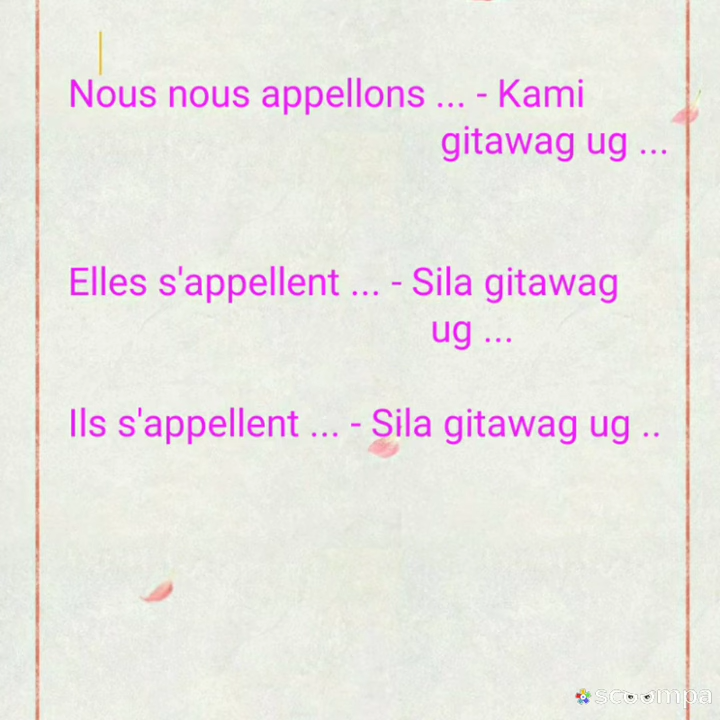 Nous nous appellons ... - Kami
gitawag ug ...
Elles s'appellent ... - Sila gitawag
ug ...
Ils s'appellent ... - Sila gitawag ug ..
scoompa